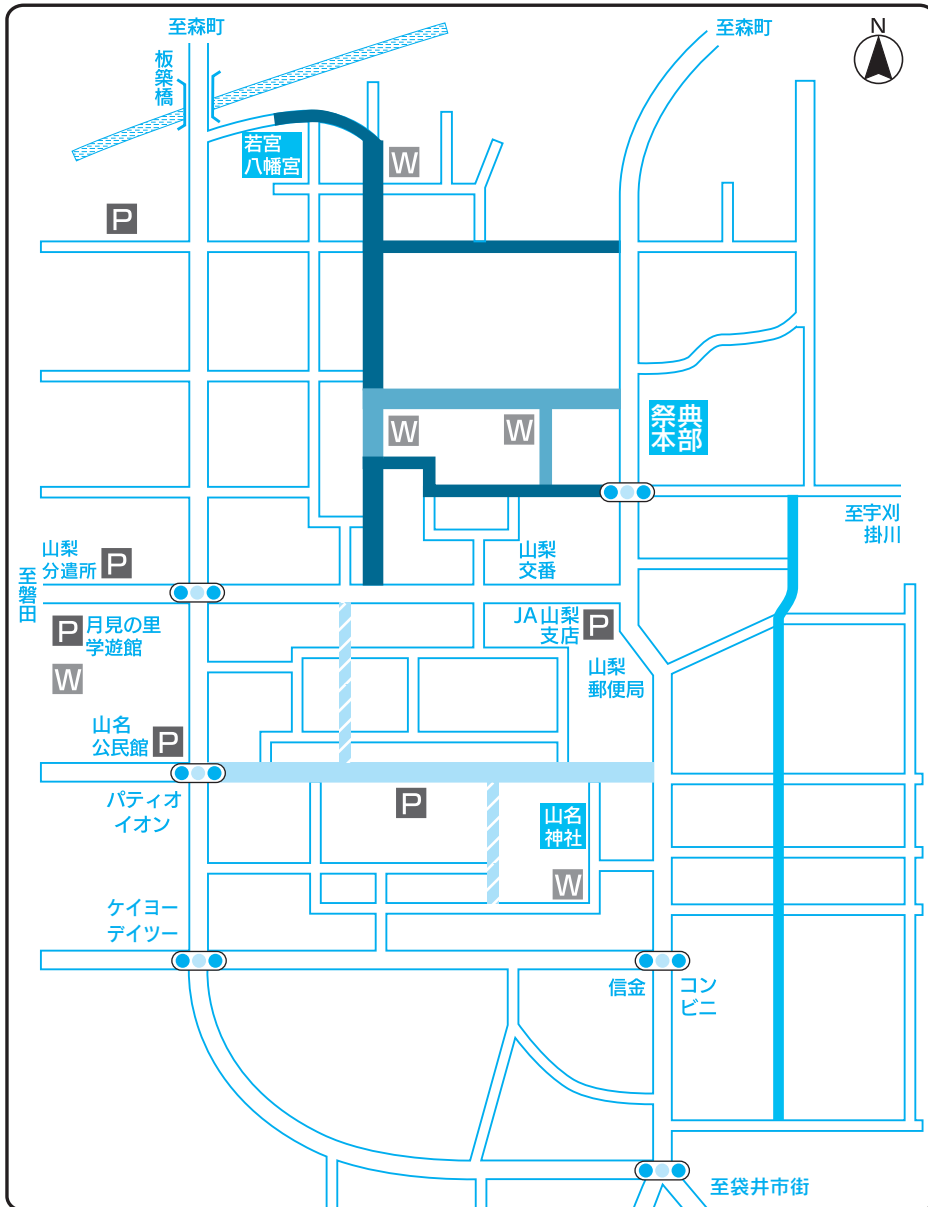 至森町
至森町
N
板築橋
若宮
八幡宮
W
P
祭典
本部
W
W
至宇刈
掛川
山梨
分遣所
P
山梨
交番
至磐田
JA山梨
支店
P
P
月見の里
学遊館
W
山梨
郵便局
山名
公民館
P
パティオ
イオン
P
山名
神社
W
ケイヨー
デイツー
信金
コン
ビニ
至袋井市街